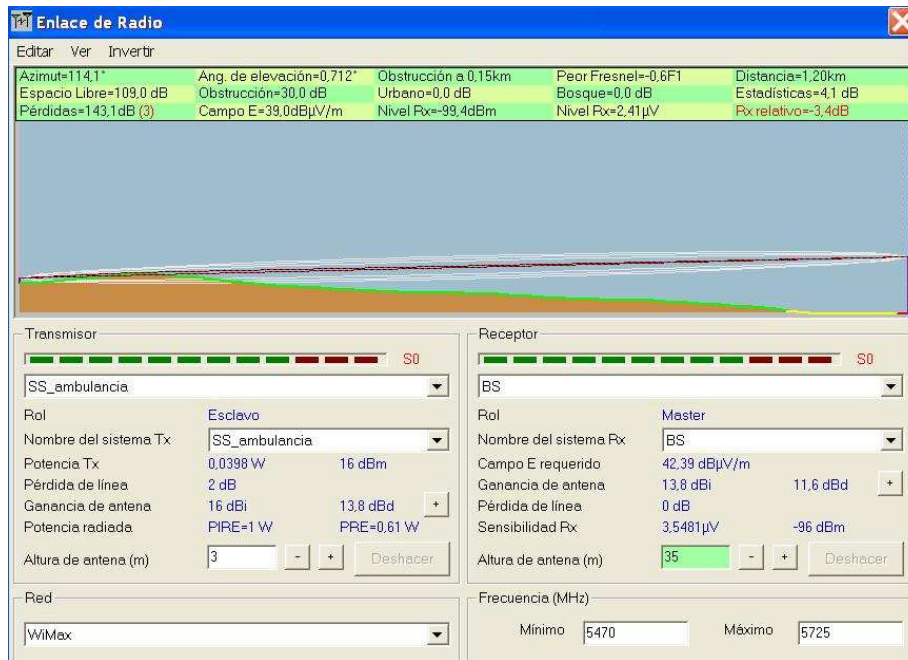 Enlace de Radio
Editar Ver Invertir
Azimut=114,1° Ang. de elevación=0,712° Obstrucción a 0,15km Peor Fresnel=-0,6F1 Distancia=1,20km
Espacio Libre=109,0 dB Obstrucción=30,0 dB Urbano=0,0 dB Bosque=0,0 dB Estadísticas=4,1 dB
Pérdidas=143,1dB (3) Campo E=39,0dBµV/m Nivel Rx=-99,4dBm Nivel Rx=2,41µV Rx relativo=-3,4dB
Transmisor
S0
SS_ambulancia
Rol Esclavo
Nombre del sistema Tx SS_ambulancia
Potencia Tx 0,0398 W 16 dBm
Pérdida de línea 2 dB
Ganancia de antena 16 dBi 13,8 dBd +
Potencia radiada PIRE=1 W PRE=0,61 W
Altura de antena (m) 3 - + Deshacer
Receptor
S0
BS
Rol Master
Nombre del sistema Rx BS
Campo E requerido 42,39 dBµV/m
Ganancia de antena 13,8 dBi 11,6 dBd +
Pérdida de línea 0 dB
Sensibilidad Rx 3,5481µV -96 dBm
Altura de antena (m) 35 - + Deshacer
Red
WiMax
Frecuencia (MHz)
Mínimo 5470 Máximo 5725